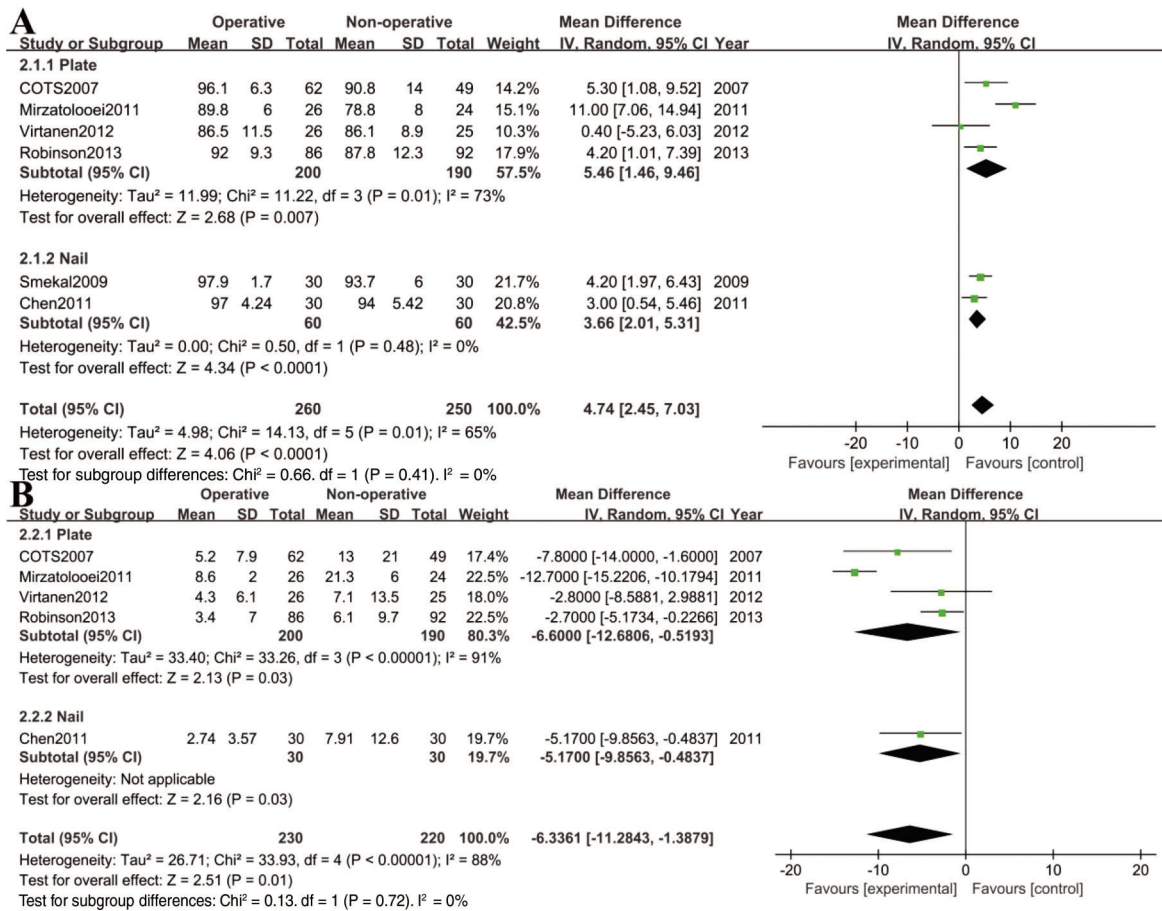 A
Operative Non-operative Mean Difference Mean Difference
Study or Subgroup Mean SD Total Mean SD Total Weight IV, Random, 95% CI Year IV, Random, 95% CI
2.1.1 Plate
COTS2007 96.1 6.3 62 90.8 14 49 14.2% 5.30 [1.08, 9.52] 2007
Mirzatolooei2011 89.8 6 26 78.8 8 24 15.1% 11.00 [7.06, 14.94] 2011
Virtanen2012 86.5 11.5 26 86.1 8.9 25 10.3% 0.40 [-5.23, 6.03] 2012
Robinson2013 92 9.3 86 87.8 12.3 92 17.9% 4.20 [1.01, 7.39] 2013
Subtotal (95% CI) 200 190 57.5% 5.46 [1.46, 9.46]
Heterogeneity: Tau² = 11.99; Chi² = 11.22, df = 3 (P = 0.01); I² = 73%
Test for overall effect: Z = 2.68 (P = 0.007)
2.1.2 Nail
Smekal2009 97.9 1.7 30 93.7 6 30 21.7% 4.20 [1.97, 6.43] 2009
Chen2011 97 4.24 30 94 5.42 30 20.8% 3.00 [0.54, 5.46] 2011
Subtotal (95% CI) 60 60 42.5% 3.66 [2.01, 5.31]
Heterogeneity: Tau² = 0.00; Chi² = 0.50, df = 1 (P = 0.48); I² = 0%
Test for overall effect: Z = 4.34 (P < 0.0001)
Total (95% CI) 260 250 100.0% 4.74 [2.45, 7.03]
Heterogeneity: Tau² = 4.98; Chi² = 14.13, df = 5 (P = 0.01); I² = 65%
Test for overall effect: Z = 4.06 (P < 0.0001)
Test for subgroup differences: Chi² = 0.66. df = 1 (P = 0.41). I² = 0%
-20 -10 0 10 20
Favours [experimental] Favours [control]
B
Operative Non-operative Mean Difference Mean Difference
Study or Subgroup Mean SD Total Mean SD Total Weight IV, Random, 95% CI Year IV, Random, 95% CI
2.2.1 Plate
COTS2007 5.2 7.9 62 13 21 49 17.4% -7.8000 [-14.0000, -1.6000] 2007
Mirzatolooei2011 8.6 2 26 21.3 6 24 22.5% -12.7000 [-15.2206, -10.1794] 2011
Virtanen2012 4.3 6.1 26 7.1 13.5 25 18.0% -2.8000 [-8.5881, 2.9881] 2012
Robinson2013 3.4 7 86 6.1 9.7 92 22.5% -2.7000 [-5.1734, -0.2266] 2013
Subtotal (95% CI) 200 190 80.3% -6.6000 [-12.6806, -0.5193]
Heterogeneity: Tau² = 33.40; Chi² = 33.26, df = 3 (P < 0.00001); I² = 91%
Test for overall effect: Z = 2.13 (P = 0.03)
2.2.2 Nail
Chen2011 2.74 3.57 30 7.91 12.6 30 19.7% -5.1700 [-9.8563, -0.4837] 2011
Subtotal (95% CI) 30 30 19.7% -5.1700 [-9.8563, -0.4837]
Heterogeneity: Not applicable
Test for overall effect: Z = 2.16 (P = 0.03)
Total (95% CI) 230 220 100.0% -6.3361 [-11.2843, -1.3879]
Heterogeneity: Tau² = 26.71; Chi² = 33.93, df = 4 (P < 0.00001); I² = 88%
Test for overall effect: Z = 2.51 (P = 0.01)
Test for subgroup differences: Chi² = 0.13. df = 1 (P = 0.72). I² = 0%
-20 -10 0 10 20
Favours [experimental] Favours [control]